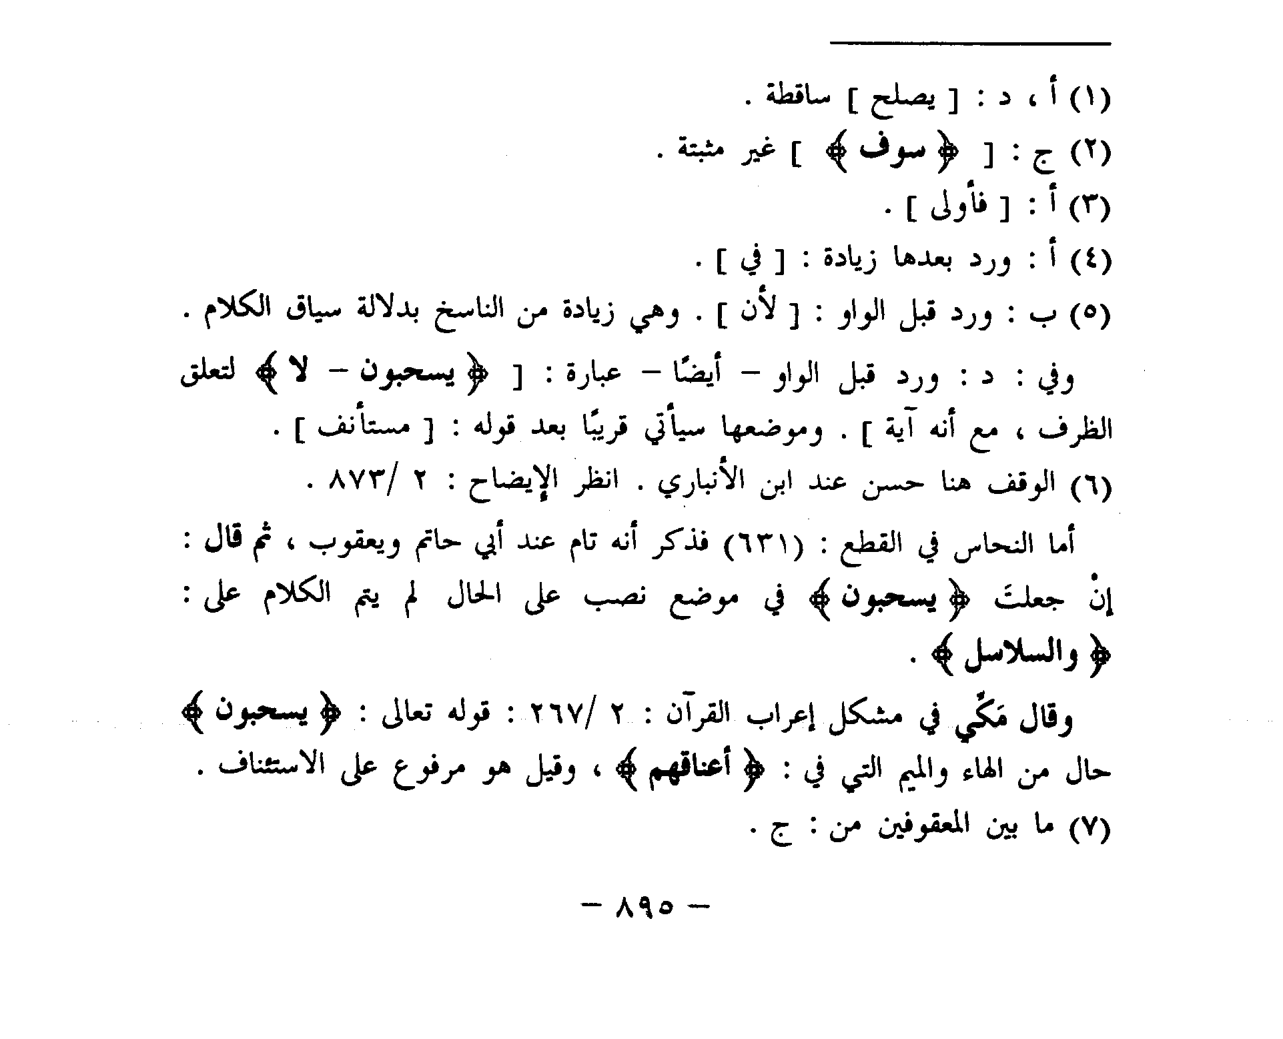 (١) أ ، د : [ يصلح ] ساقطة .
(٢) ج : [ ﴿ سوف ﴾ ] غير مثبتة .
(٣) أ : [ فأولى ] .
(٤) أ : ورد بعدها زيادة : [ في ] .
(٥) ب : ورد قبل الواو : [ لأن ] . وهي زيادة من الناسخ بدلالة سياق الكلام .
وفي : د : ورد قبل الواو – أيضًا – عبارة : [ ﴿ يسحبون – لا ﴾ لتعلق
الظرف ، مع أنه آية ] . وموضعها سيأتي قريبًا بعد قوله : [ مستأنف ] .
(٦) الوقف هنا حسن عند ابن الأنباري . انظر الإيضاح : ٢ /٨٧٣ .
أما النحاس في القطع : (٦٣١) فذكر أنه تام عند أبي حاتم ويعقوب ، ثم قال :
إنْ جعلتَ ﴿ يسحبون ﴾ في موضع نصب على الحال لم يتم الكلام على :
﴿ والسلاسل ﴾ .
وقال مَكِّي في مشكل إعراب القرآن : ٢ /٢٦٧ : قوله تعالى : ﴿ يسحبون ﴾
حال من الهاء والميم التي في : ﴿ أعناقهم ﴾ ، وقيل هو مرفوع على الاستئناف .
(٧) ما بين المعقوفين من : ج .
– ٨٩٥ –